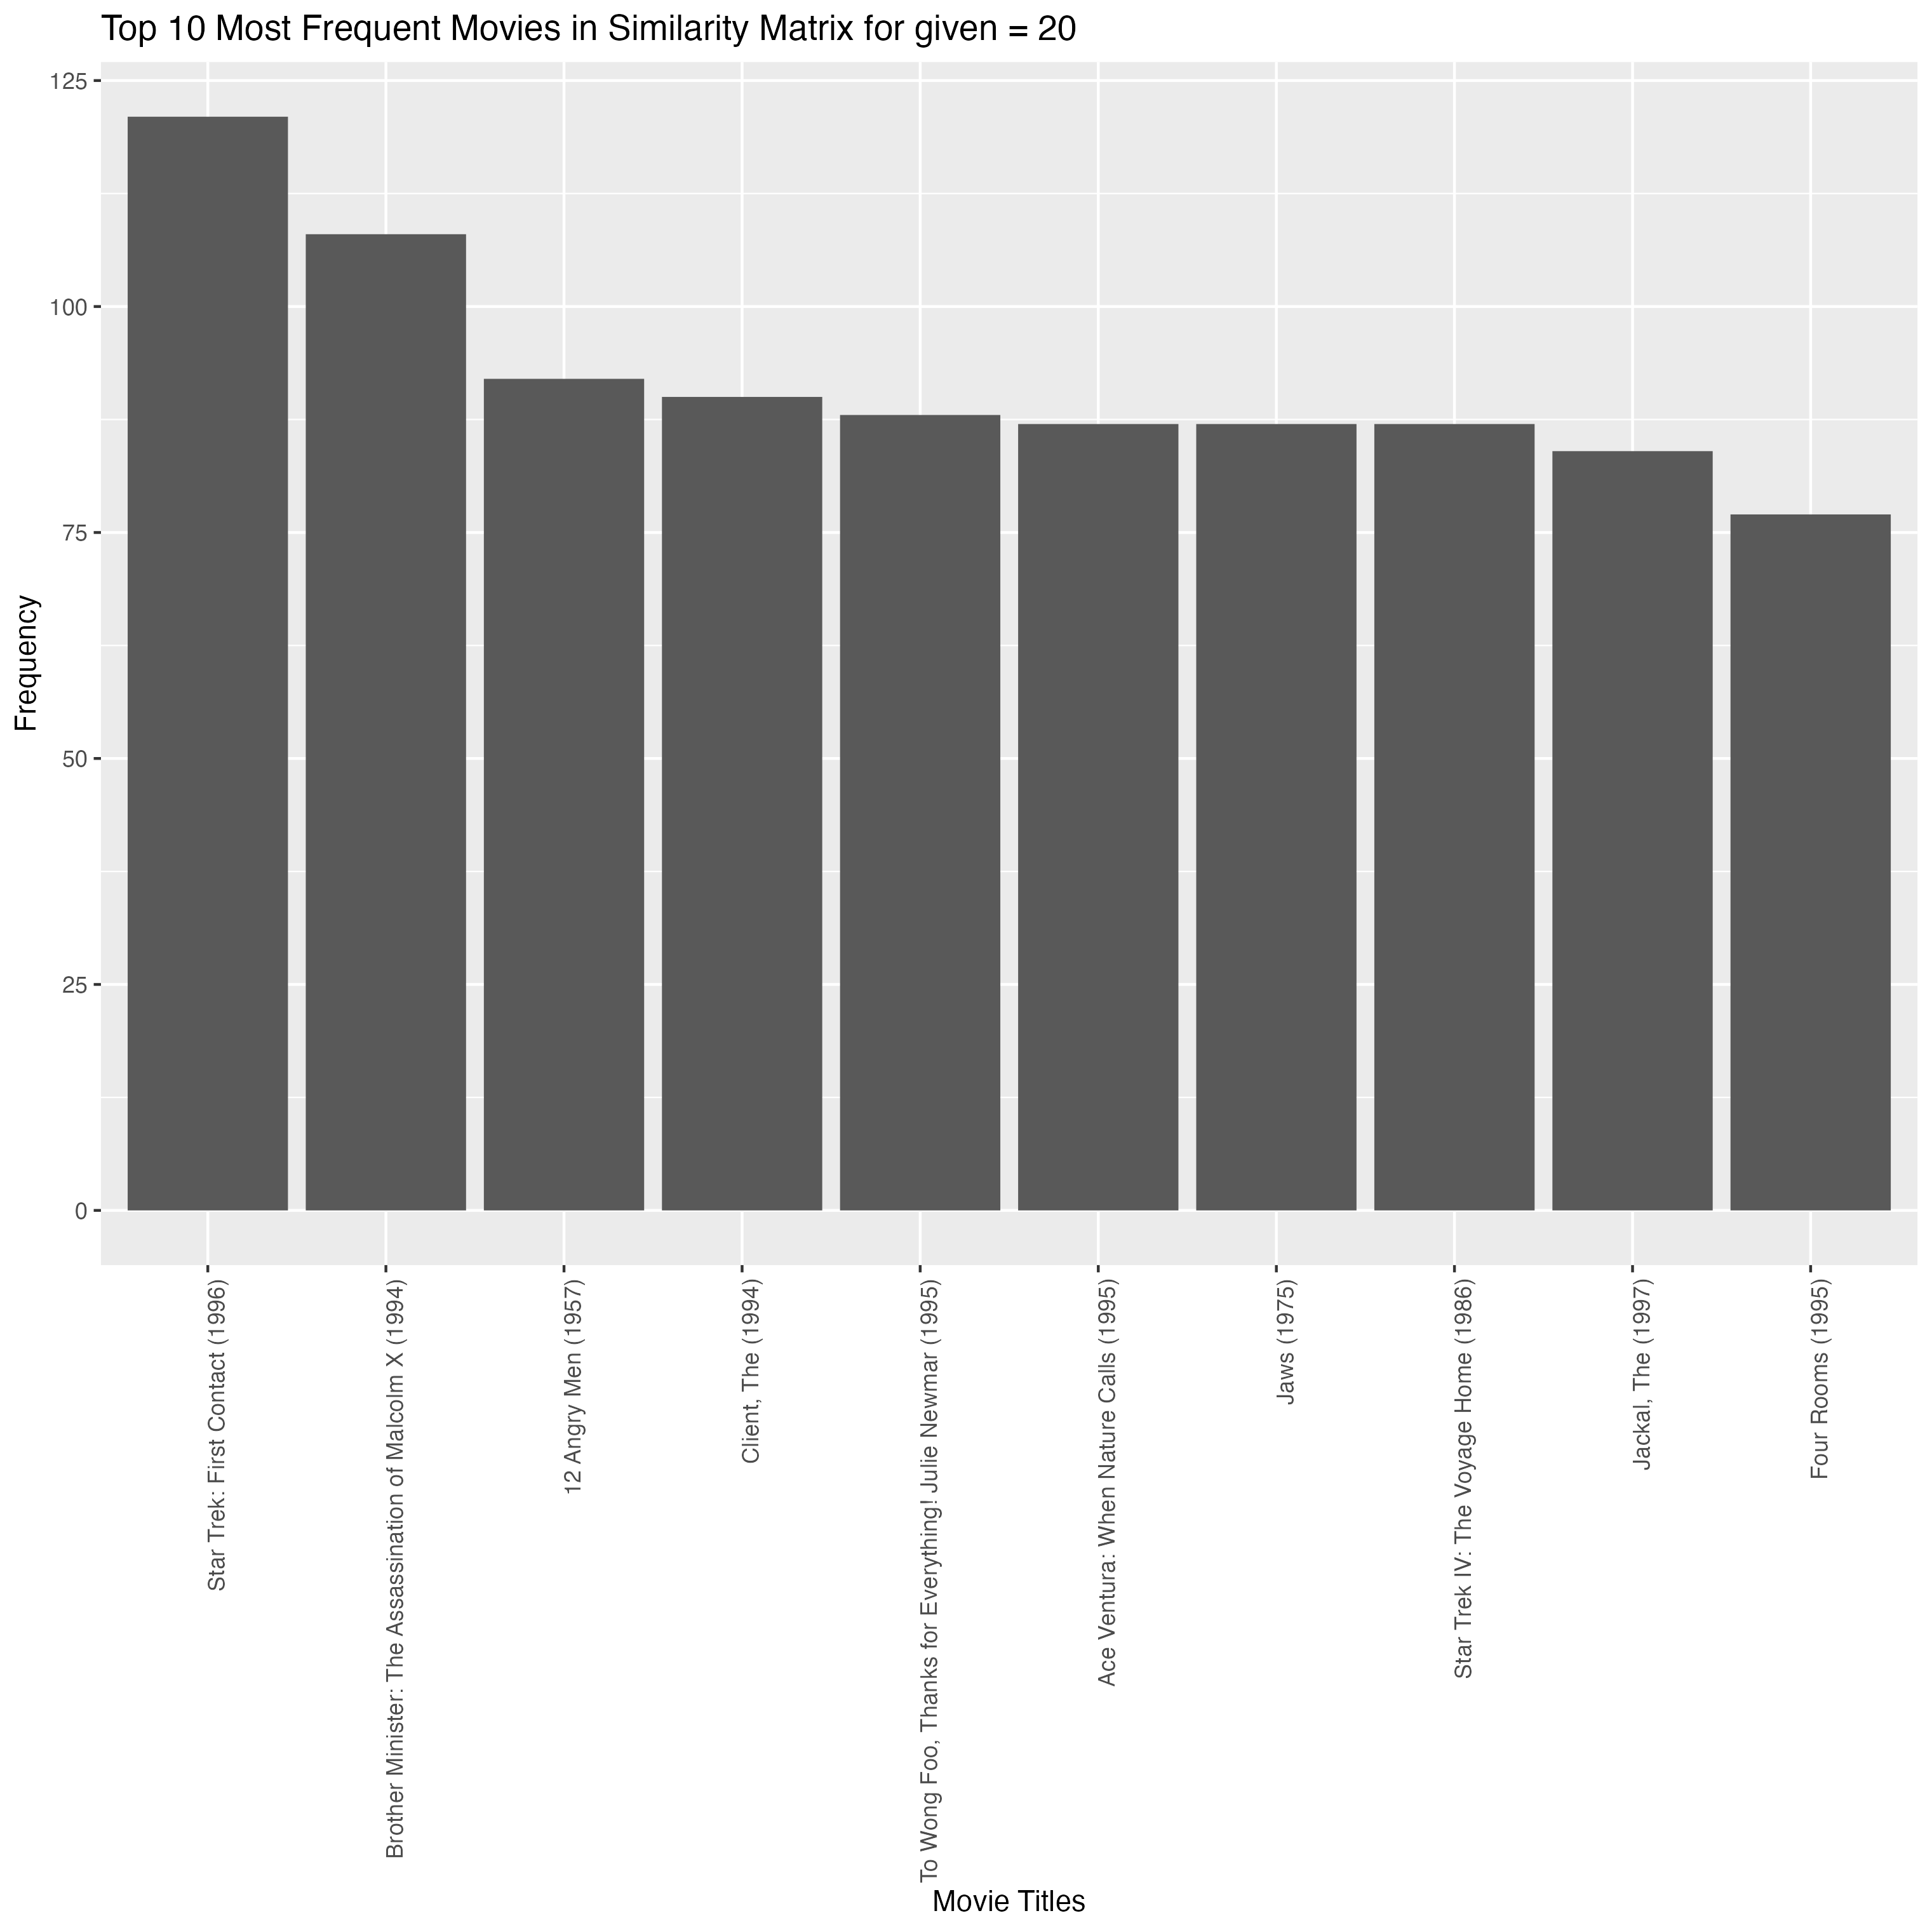 Top 10 Most Frequent Movies in Similarity Matrix for given = 20
125
100
75
50
25
0
Frequency
Star Trek: First Contact (1996)
Brother Minister: The Assassination of Malcolm X (1994)
12 Angry Men (1957)
Client, The (1994)
To Wong Foo, Thanks for Everything! Julie Newmar (1995)
Ace Ventura: When Nature Calls (1995)
Jaws (1975)
Star Trek IV: The Voyage Home (1986)
Jackal, The (1997)
Four Rooms (1995)
Movie Titles